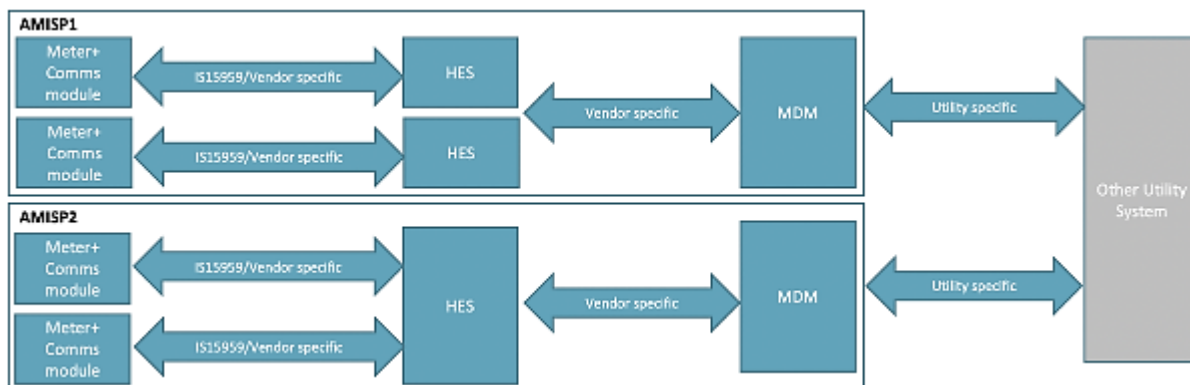 AMISP1
Meter+
Comms
module
IS15959/Vendor specific
HES
Meter+
Comms
module
IS15959/Vendor specific
HES
Vendor specific
MDM
Utility specific
Other Utility
System
AMISP2
Meter+
Comms
module
IS15959/Vendor specific
Meter+
Comms
module
IS15959/Vendor specific
HES
Vendor specific
MDM
Utility specific